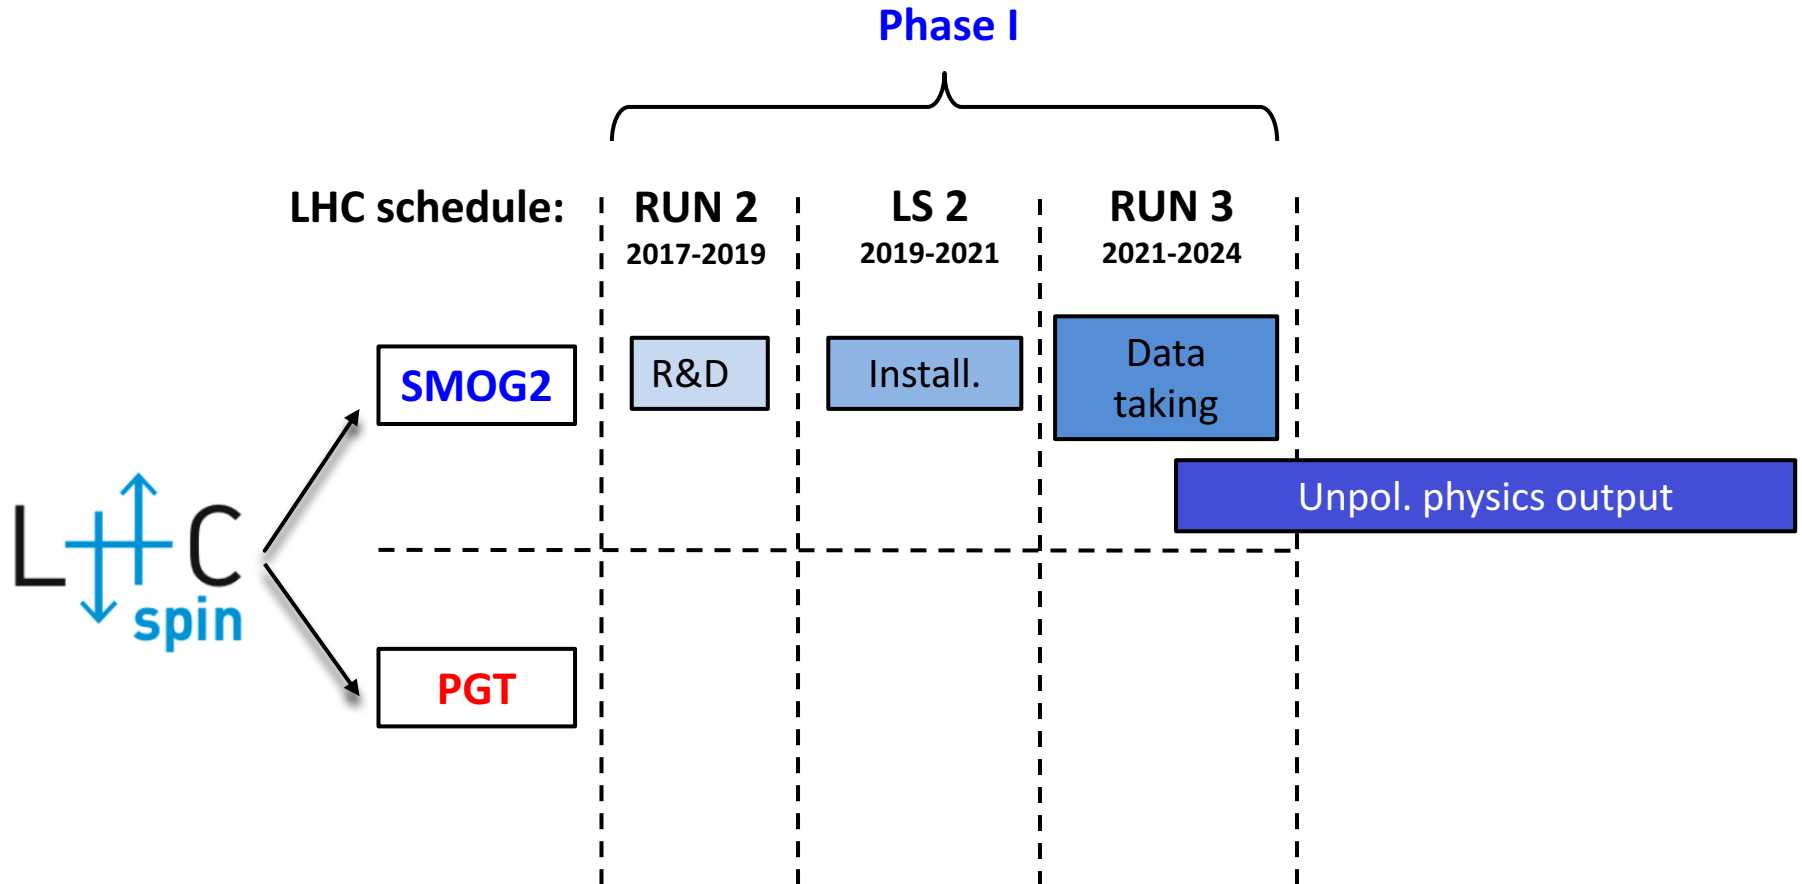 Phase I
LHC schedule:
RUN 2
2017-2019
LS 2
2019-2021
RUN 3
2021-2024
SMOG2
R&D
Install.
Data
taking
Unpol. physics output
LHC
spin
PGT